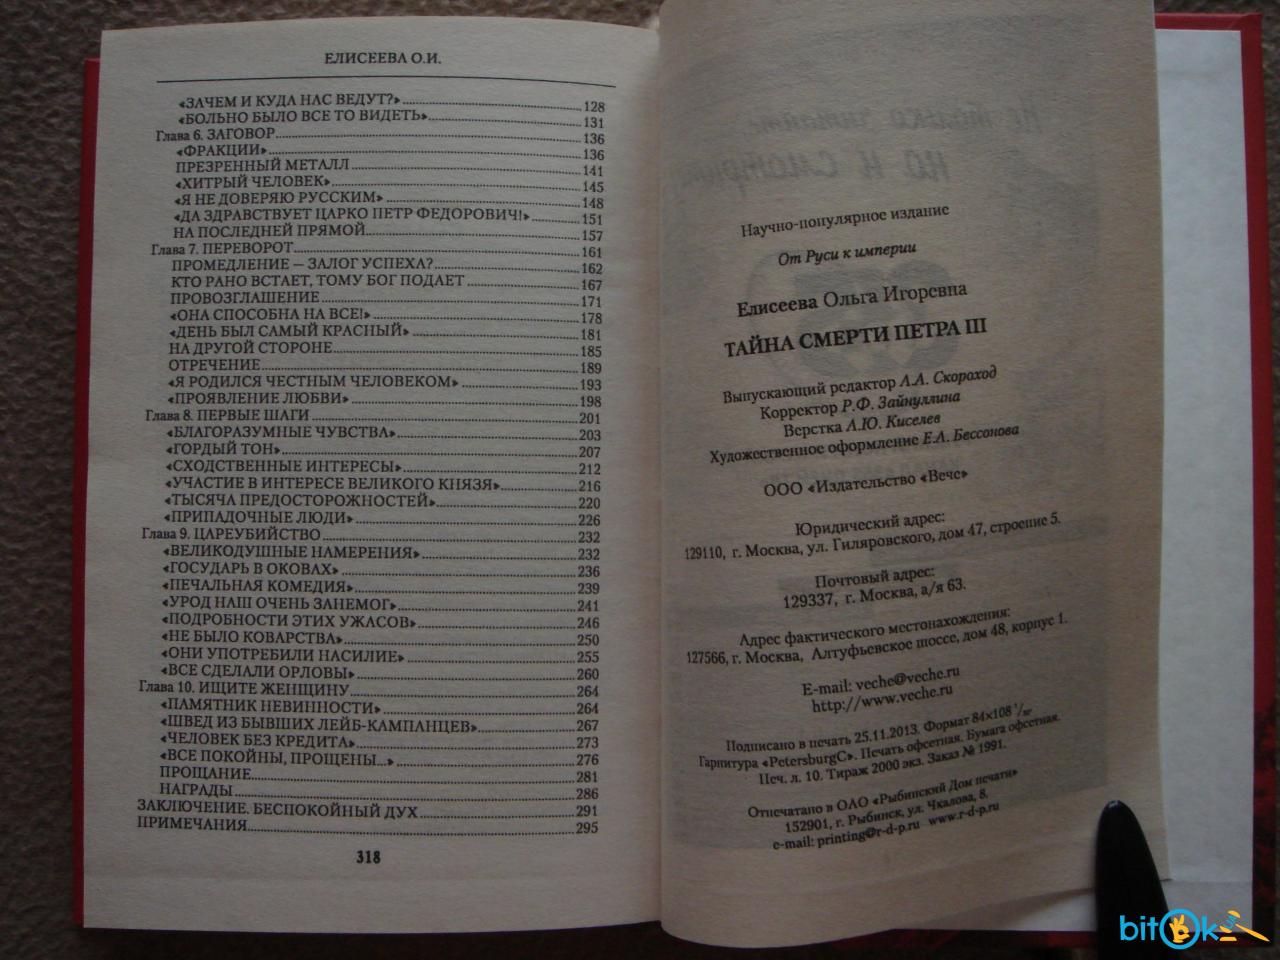 ЕЛИСЕЕВА О.И.
«ЗАЧЕМ И КУДА НАС ВЕДУТ?» 128
«БОЛЬНО БЫЛО ВСЕ ТО ВИДЕТЬ» 131
Глава 6. ЗАГОВОР 136
«ФРАКЦИИ» 136
ПРЕЗРЕННЫЙ МЕТАЛЛ 141
«ХИТРЫЙ ЧЕЛОВЕК» 145
«Я НЕ ДОВЕРЯЮ РУССКИМ» 148
«ДА ЗДРАВСТВУЕТ ЦАРКО ПЕТР ФЕДОРОВИЧ!» 151
НА ПОСЛЕДНЕЙ ПРЯМОЙ 157
Глава 7. ПЕРЕВОРОТ 161
ПРОМЕДЛЕНИЕ — ЗАЛОГ УСПЕХА? 162
КТО РАНО ВСТАЕТ, ТОМУ БОГ ПОДАЕТ 167
ПРОВОЗГЛАШЕНИЕ 171
«ОНА СПОСОБНА НА ВСЕ!» 178
«ДЕНЬ БЫЛ САМЫЙ КРАСНЫЙ» 181
НА ДРУГОЙ СТОРОНЕ 185
ОТРЕЧЕНИЕ 189
«Я РОДИЛСЯ ЧЕСТНЫМ ЧЕЛОВЕКОМ» 193
«ПРОЯВЛЕНИЕ ЛЮБВИ» 198
Глава 8. ПЕРВЫЕ ШАГИ 201
«БЛАГОРАЗУМНЫЕ ЧУВСТВА» 203
«ГОРДЫЙ ТОН» 207
«СХОДСТВЕННЫЕ ИНТЕРЕСЫ» 212
«УЧАСТИЕ В ИНТЕРЕСЕ ВЕЛИКОГО КНЯЗЯ» 216
«ТЫСЯЧА ПРЕДОСТОРОЖНОСТЕЙ» 220
«ПРИПАДОЧНЫЕ ЛЮДИ» 226
Глава 9. ЦАРЕУБИЙСТВО 232
«ВЕЛИКОДУШНЫЕ НАМЕРЕНИЯ» 232
«ГОСУДАРЬ В ОКОВАХ» 236
«ПЕЧАЛЬНАЯ КОМЕДИЯ» 239
«УРОД НАШ ОЧЕНЬ ЗАНЕМОГ» 241
«ПОДРОБНОСТИ ЭТИХ УЖАСОВ» 246
«НЕ БЫЛО КОВАРСТВА» 250
«ОНИ УПОТРЕБИЛИ НАСИЛИЕ» 255
«ВСЕ СДЕЛАЛИ ОРЛОВЫ» 260
Глава 10. ИЩИТЕ ЖЕНЩИНУ 264
«ПАМЯТНИК НЕВИННОСТИ» 264
«ШВЕД ИЗ БЫВШИХ ЛЕЙБ-КАМПАНЦЕВ» 267
«ЧЕЛОВЕК БЕЗ КРЕДИТА» 273
«ВСЕ ПОКОЙНЫ, ПРОЩЕНЫ...» 276
ПРОЩАНИЕ 281
НАГРАДЫ 286
ЗАКЛЮЧЕНИЕ. БЕСПОКОЙНЫЙ ДУХ 291
ПРИМЕЧАНИЯ 295
318
Научно-популярное издание
От Руси к империи
Елисеева Ольга Игоревна
ТАЙНА СМЕРТИ ПЕТРА III
Выпускающий редактор А.А. Скороход
Корректор Р.Ф. Зайнуллина
Верстка А.Ю. Киселев
Художественное оформление Е.А. Бессонова
ООО «Издательство «Вече»
Юридический адрес:
129110, г. Москва, ул. Гиляровского, дом 47, строение 5.
Почтовый адрес:
129337, г. Москва, а/я 63.
Адрес фактического местонахождения:
127566, г. Москва, Алтуфьевское шоссе, дом 48, корпус 1.
E-mail: veche@veche.ru
http://www.veche.ru
Подписано в печать 25.11.2013. Формат 84×108 1/32
Гарнитура «PetersburgC». Печать офсетная. Бумага офсетная.
Печ. л. 10. Тираж 2000 экз. Заказ № 1991.
Отпечатано в ОАО «Рыбинский Дом печати»
152901, г. Рыбинск, ул. Чкалова, 8.
e-mail: printing@r-d-p.ru www.r-d-p.ru
bitOk